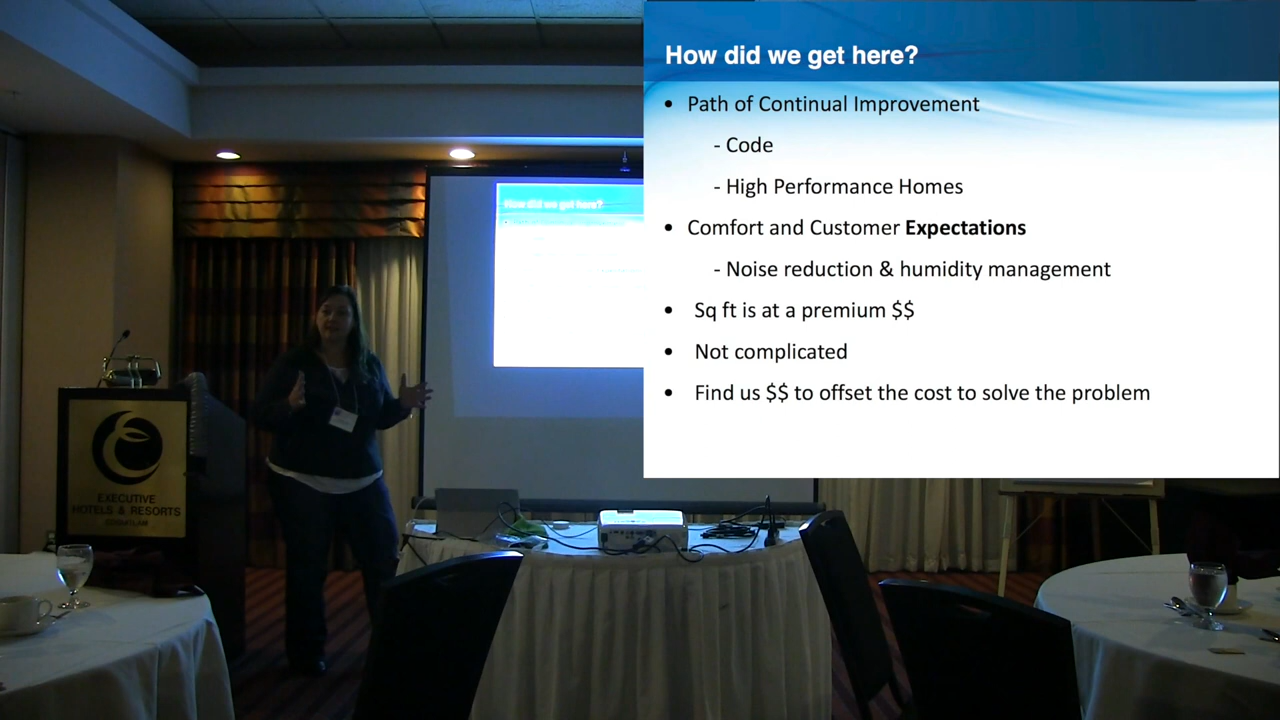 How did we get here?
• Path of Continual Improvement
- Code
- High Performance Homes
• Comfort and Customer Expectations
- Noise reduction & humidity management
• Sq ft is at a premium $$
• Not complicated
• Find us $$ to offset the cost to solve the problem
How did we get here?
EXECUTIVE
HOTELS & RESORTS
COQUITLAM